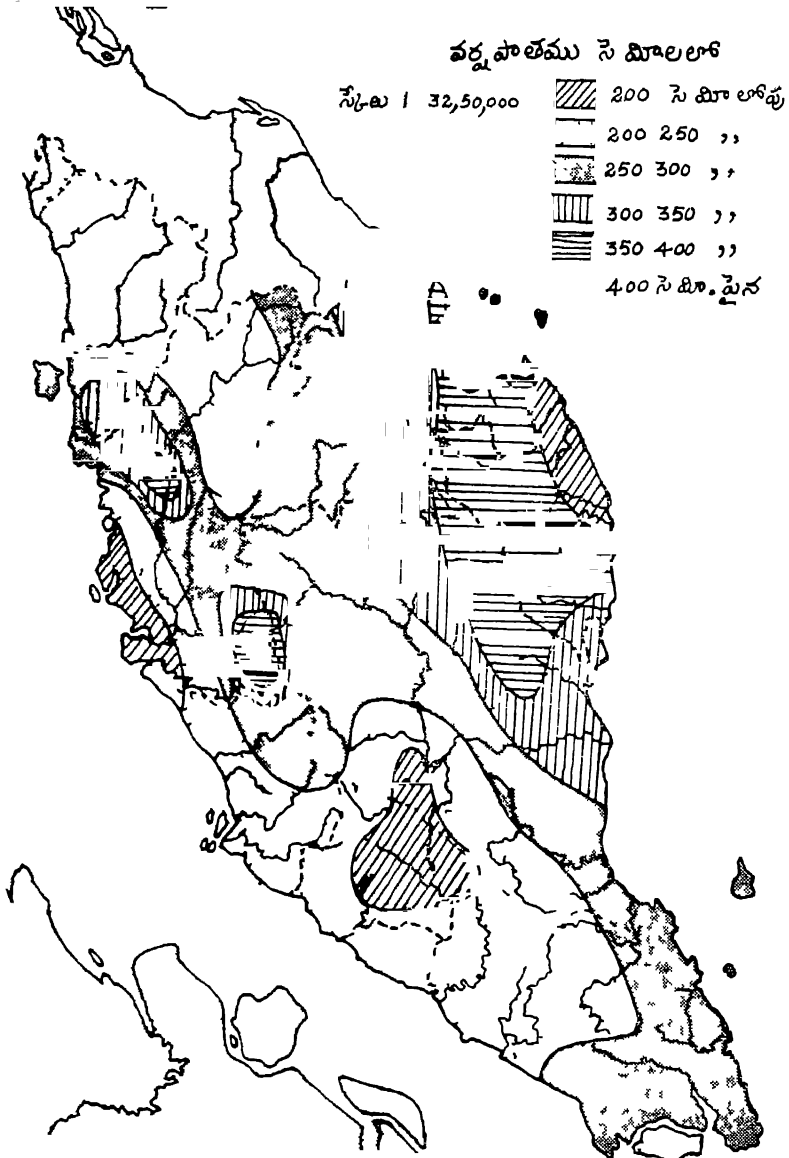 వర్షపాతము సె మీలలో
స్కేలు 1 32,50,000
200 సె మీ లోపు
200 250 ,,
250 300 ,,
300 350 ,,
350 400 ,,
400 సె మీ. పైన